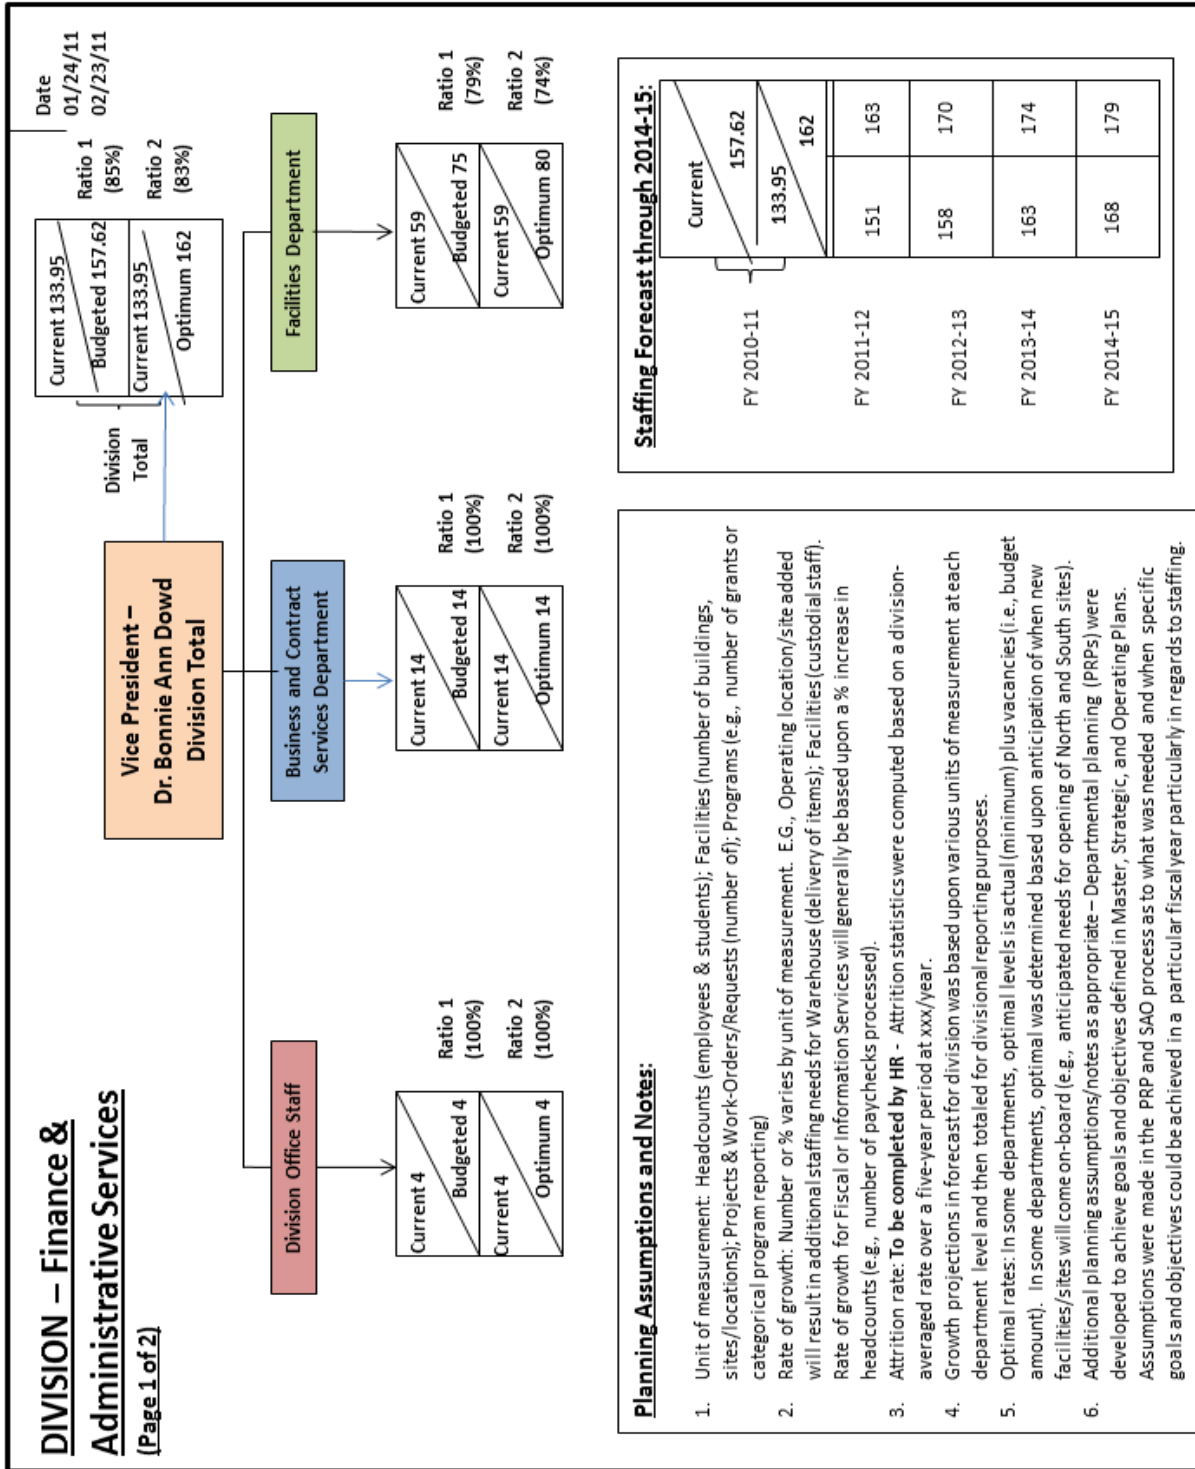 DIVISION – Finance &
Administrative Services
(Page 1 of 2)
Date
01/24/11
02/23/11
Vice President –
Dr. Bonnie Ann Dowd
Division Total
Division
Total
Current 133.95
Budgeted 157.62
Current 133.95
Optimum 162
Ratio 1
(85%)
Ratio 2
(83%)
Division Office Staff
Current 4
Budgeted 4
Current 4
Optimum 4
Ratio 1
(100%)
Ratio 2
(100%)
Business and Contract
Services Department
Current 14
Budgeted 14
Current 14
Optimum 14
Ratio 1
(100%)
Ratio 2
(100%)
Facilities Department
Current 59
Budgeted 75
Current 59
Optimum 80
Ratio 1
(79%)
Ratio 2
(74%)
Planning Assumptions and Notes:
1. Unit of measurement: Headcounts (employees & students); Facilities (number of buildings,
sites/locations); Projects & Work-Orders/Requests (number of); Programs (e.g., number of grants or
categorical program reporting)
2. Rate of growth: Number or % varies by unit of measurement. E.G., Operating location/site added
will result in additional staffing needs for Warehouse (delivery of items); Facilities (custodial staff).
Rate of growth for Fiscal or Information Services will generally be based upon a % increase in
headcounts (e.g., number of paychecks processed).
3. Attrition rate: To be completed by HR - Attrition statistics were computed based on a division-
averaged rate over a five-year period at xxx/year.
4. Growth projections in forecast for division was based upon various units of measurement at each
department level and then totaled for divisional reporting purposes.
5. Optimal rates: In some departments, optimal levels is actual (minimum) plus vacancies (i.e., budget
amount). In some departments, optimal was determined based upon anticipation of when new
facilities/sites will come on-board (e.g., anticipated needs for opening of North and South sites).
6. Additional planning assumptions/notes as appropriate – Departmental planning (PRPs) were
developed to achieve goals and objectives defined in Master, Strategic, and Operating Plans.
Assumptions were made in the PRP and SAO process as to what was needed and when specific
goals and objectives could be achieved in a particular fiscal year particularly in regards to staffing.
Staffing Forecast through 2014-15:
Current
157.62
FY 2010-11
133.95
162
FY 2011-12 151 163
FY 2012-13 158 170
FY 2013-14 163 174
FY 2014-15 168 179